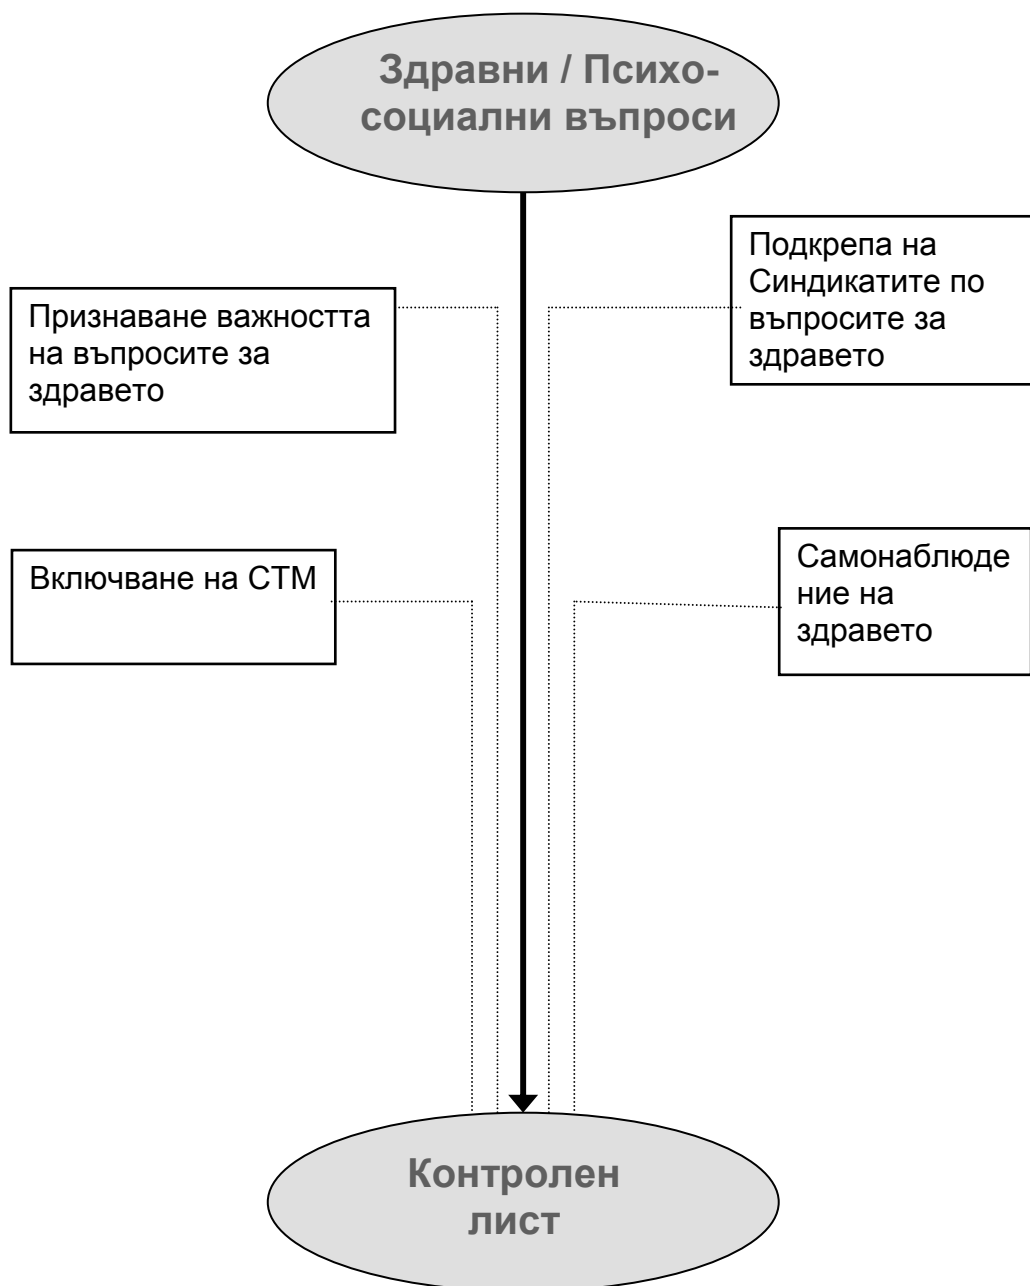 Здравни / Психо-
социални въпроси
Подкрепа на
Синдикатите по
въпросите за
здравето
Признаване важността
на въпросите за
здравето
Включване на СТМ
Самонаблюде
ние на
здравето
Контролен
лист